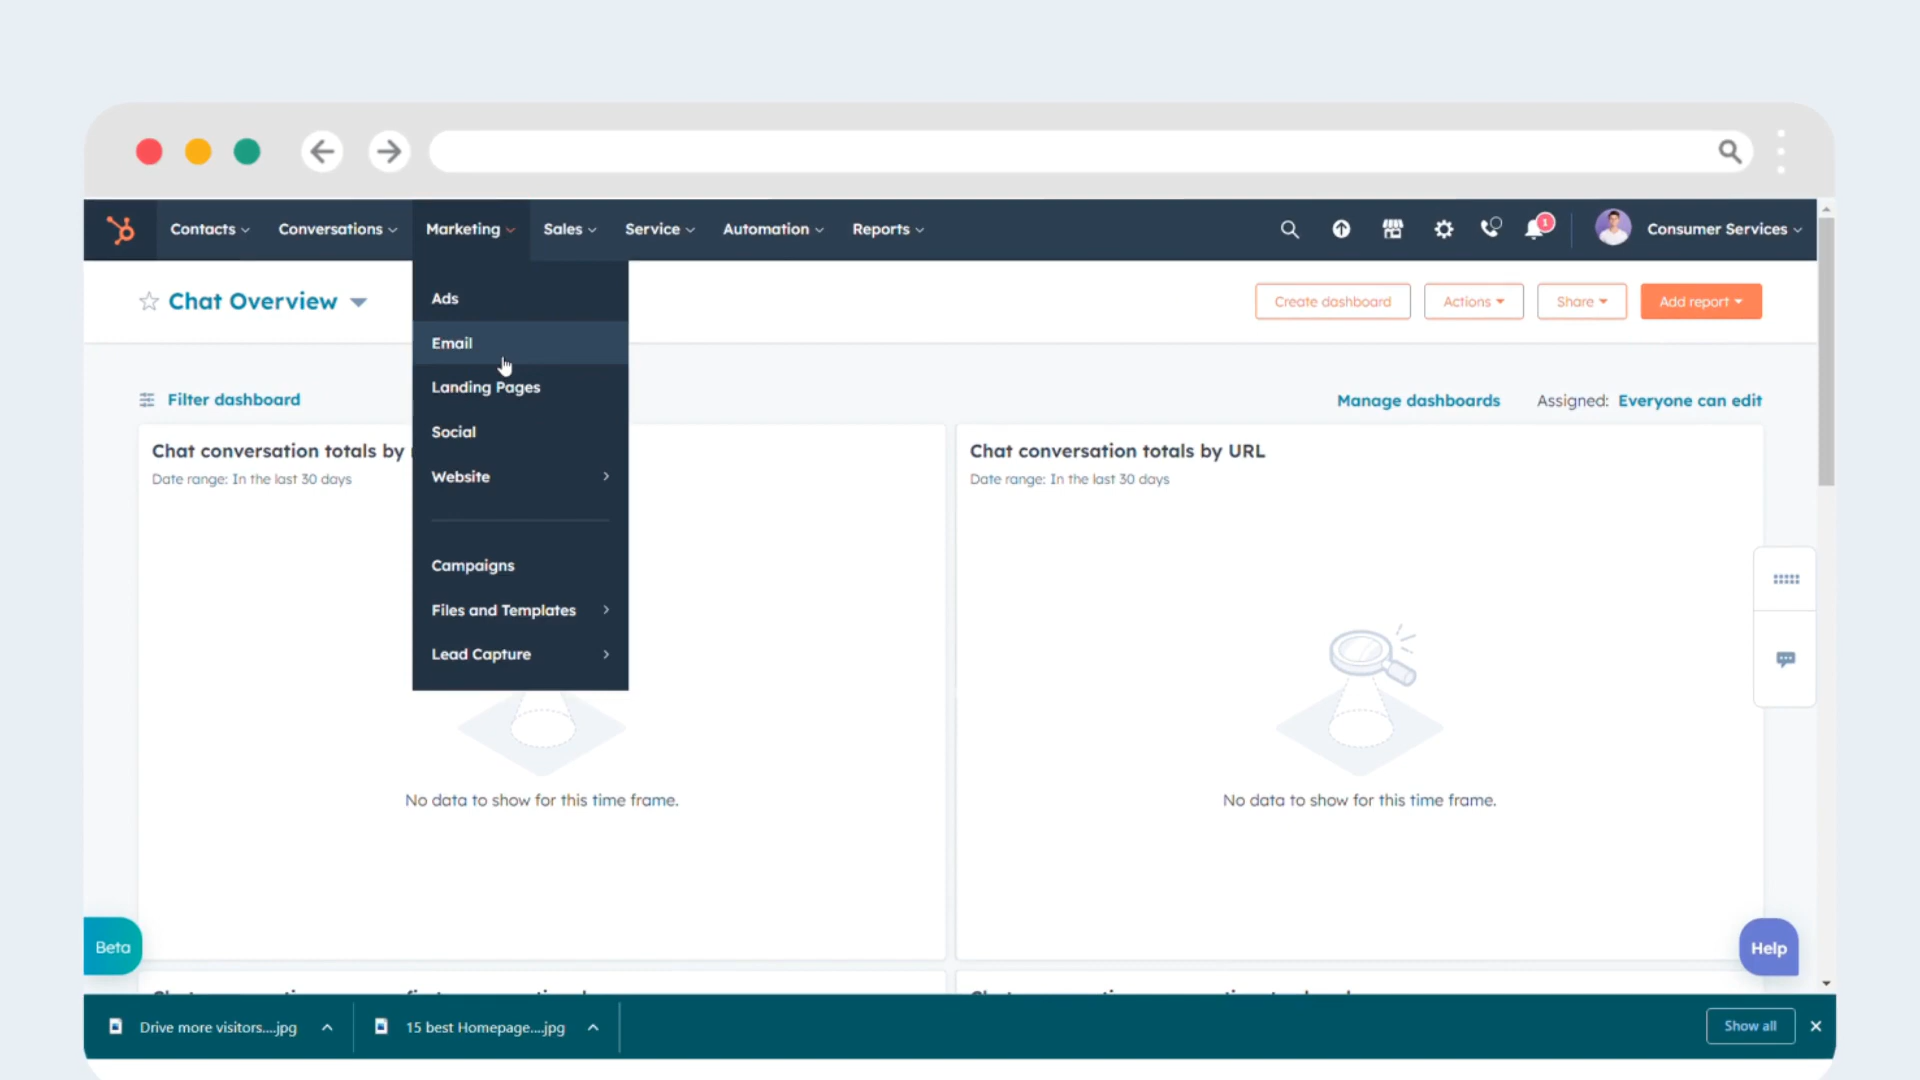 Contacts
Conversations
Marketing
Sales
Service
Automation
Reports
1
Consumer Services
Chat Overview
Create dashboard
Actions
Share
Add report
Ads
Email
Landing Pages
Social
Website
Campaigns
Files and Templates
Lead Capture
Filter dashboard
Manage dashboards
Assigned: Everyone can edit
Chat conversation totals by
Date range: In the last 30 days
No data to show for this time frame.
Chat conversation totals by URL
Date range: In the last 30 days
No data to show for this time frame.
Beta
Help
Drive more visitors....jpg
15 best Homepage....jpg
Show all